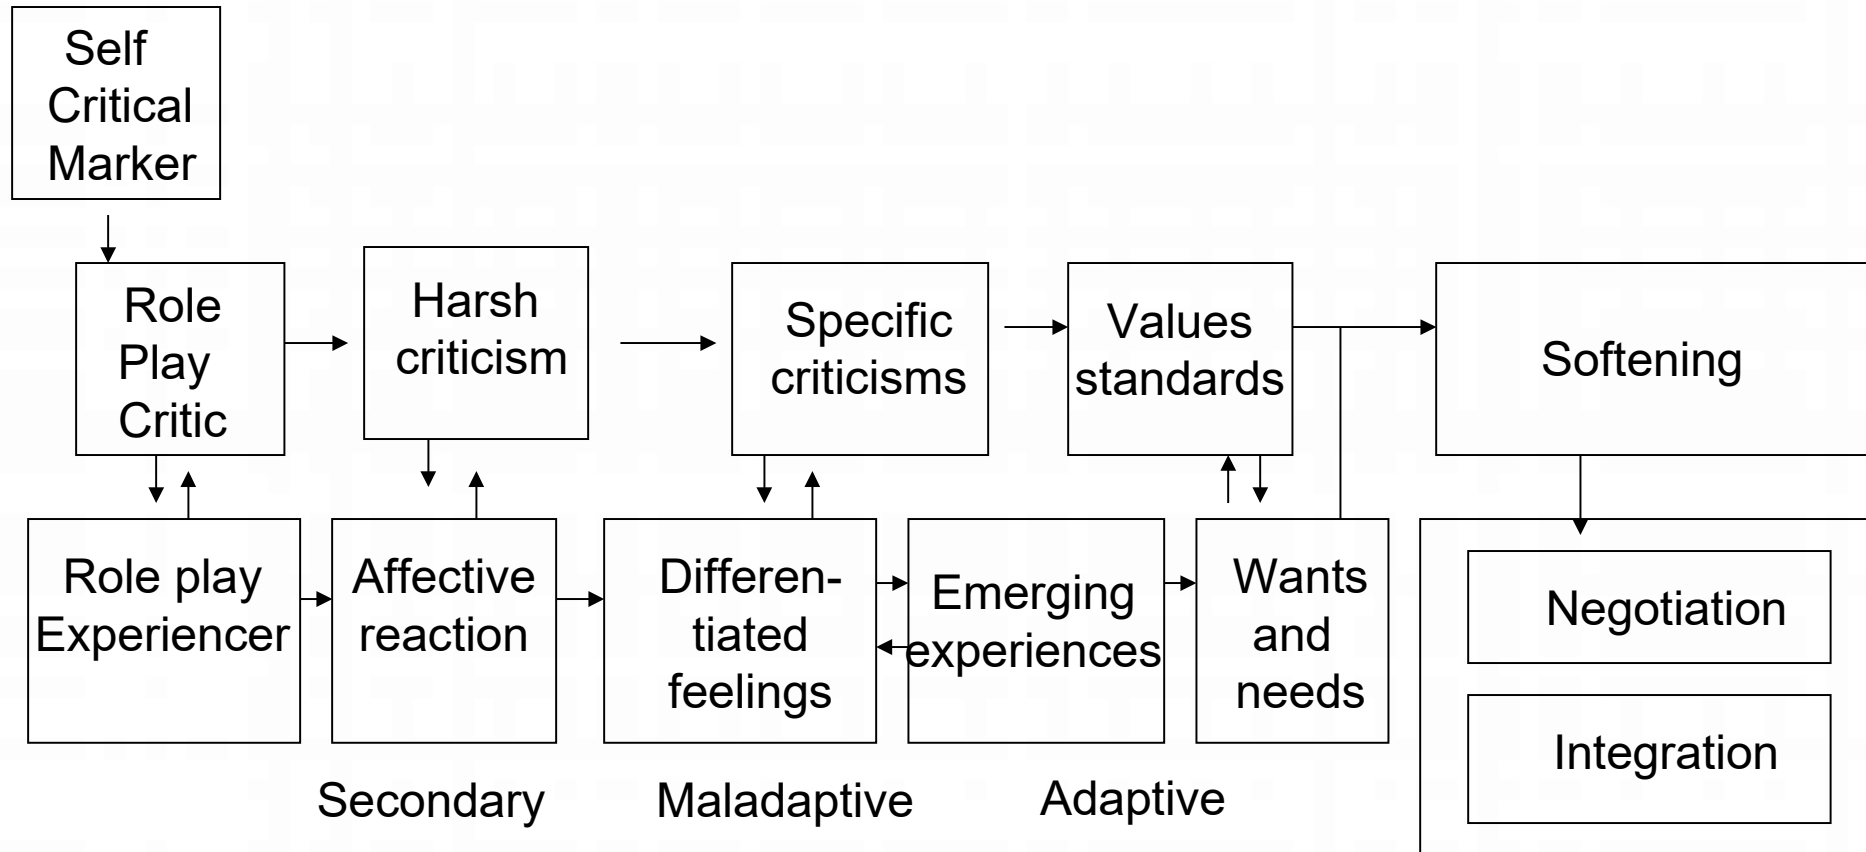 Self
Critical
Marker
Role
Play
Critic
Harsh
criticism
Specific
criticisms
Values
standards
Softening
Role play
Experiencer
Affective
reaction
Differen-
tiated
feelings
Emerging
experiences
Wants
and
needs
Negotiation
Integration
Secondary
Maladaptive
Adaptive